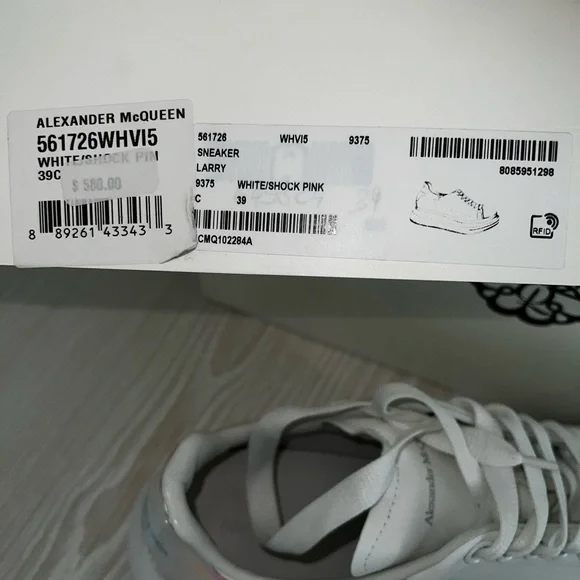 ALEXANDER McQUEEN
561726WHVI5
WHITE/SHOCK PIN
39C
$ 580.00
8 89261 43343 3
561726 WHVI5 9375
SNEAKER
LARRY
9375 WHITE/SHOCK PINK
C 39
CMQ102284A
8085951298
RFID